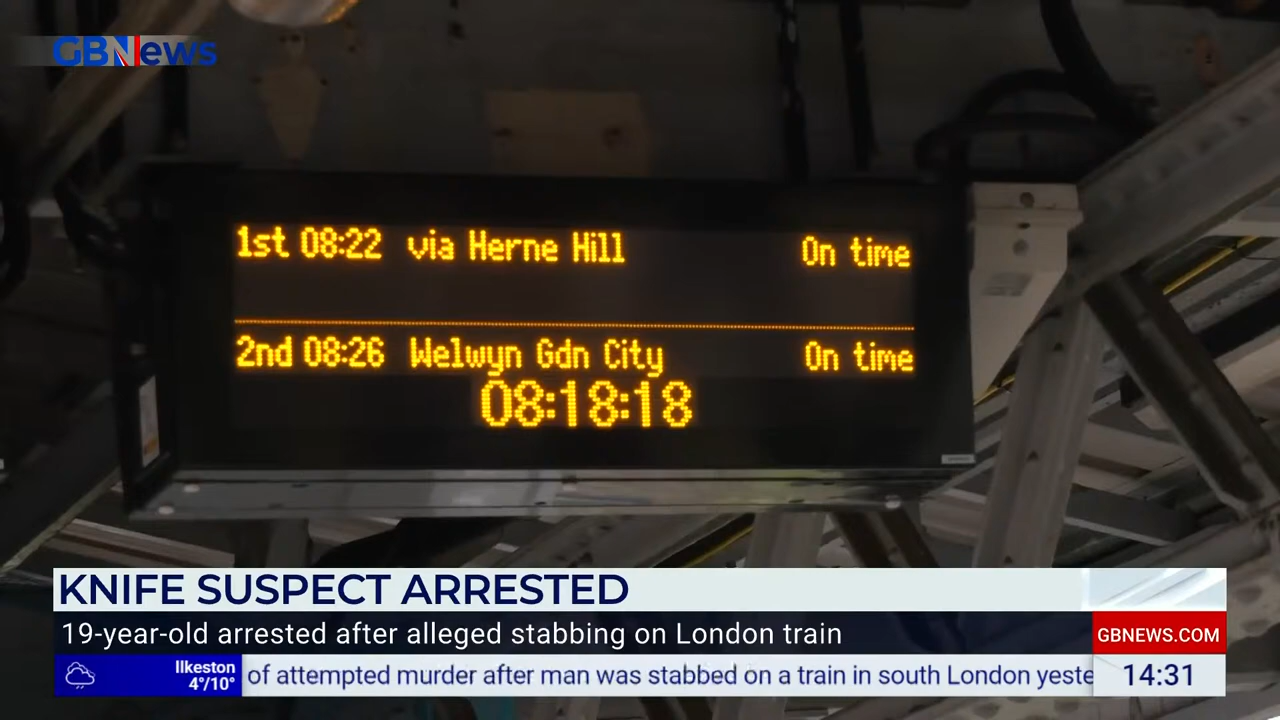 GBNews
1st 08:22 via Herne Hill On time
2nd 08:26 Welwyn Gdn City On time
08:18:18
KNIFE SUSPECT ARRESTED
19-year-old arrested after alleged stabbing on London train
GBNEWS.COM
Ilkeston
4°/10°
of attempted murder after man was stabbed on a train in south London yeste
14:31